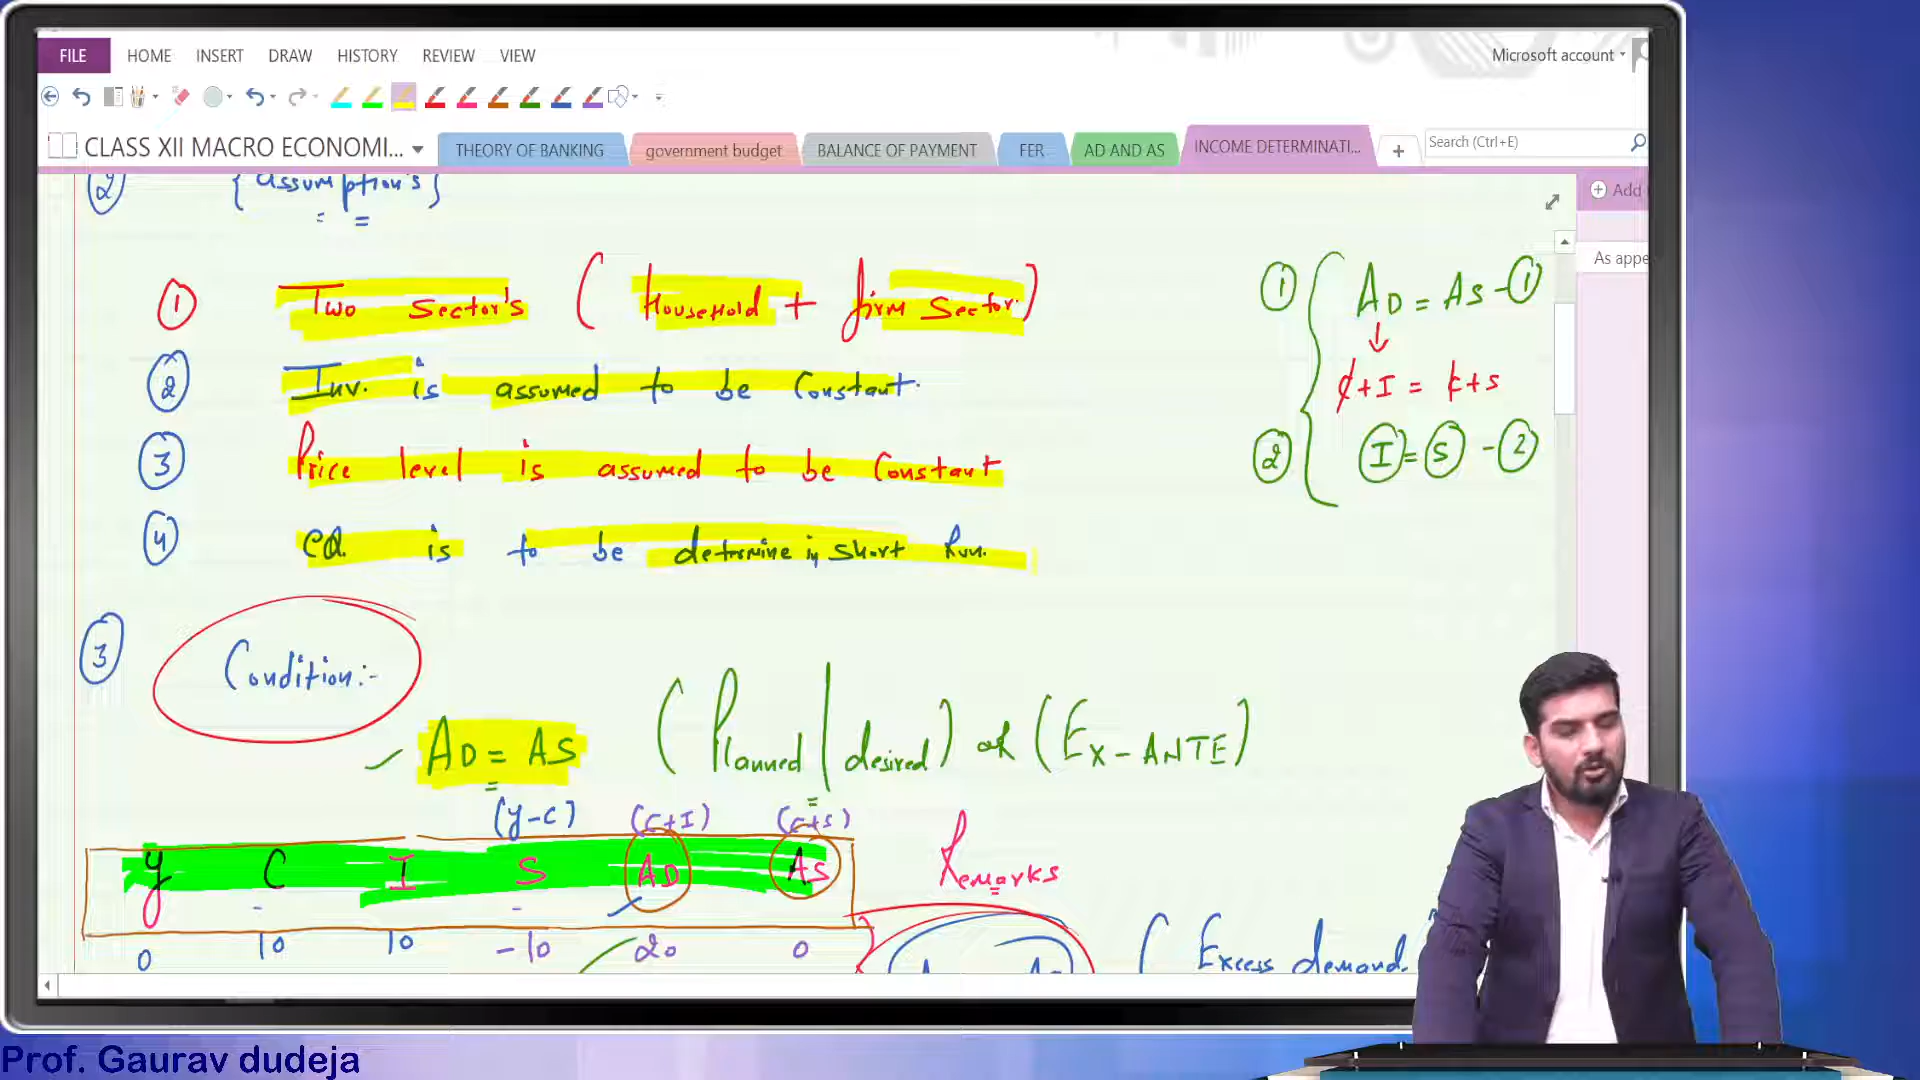 FILE HOME INSERT DRAW HISTORY REVIEW VIEW Microsoft account
CLASS XII MACRO ECONOMI... THEORY OF BANKING government budget BALANCE OF PAYMENT FER AD AND AS INCOME DETERMINATI... + Search (Ctrl+E)
Add
As appe
2 {assumption's}
1 Two Sector's (Household + firm Sector)
2 Inv. is assumed to be Constant.
3 Price level is assumed to be Constant
4 EQ. is to be determine in Short Run.
1 AD = AS - 1
C+I = C+S
2 I = S - 2
3 Condition:-
AD = AS (Planned | desired) or (EX-ANTE)
(y-c) (c+I) (c+s)
y C I S AD AS Remarks
0 10 10 -10 20 0
(Excess demand.
Prof. Gaurav dudeja